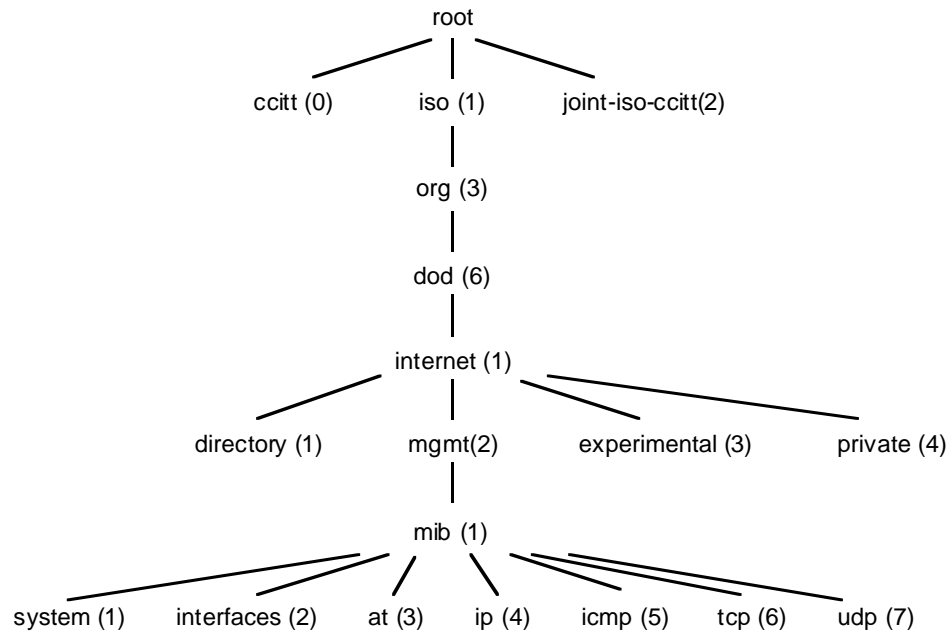 root
ccitt (0) iso (1) joint-iso-ccitt(2)
org (3)
dod (6)
internet (1)
directory (1) mgmt(2) experimental (3) private (4)
mib (1)
system (1) interfaces (2) at (3) ip (4) icmp (5) tcp (6) udp (7)